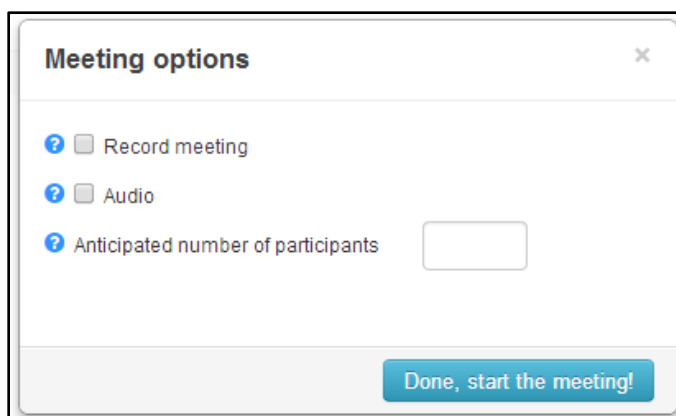 Meeting options
×
? Record meeting
? Audio
? Anticipated number of participants
Done, start the meeting!